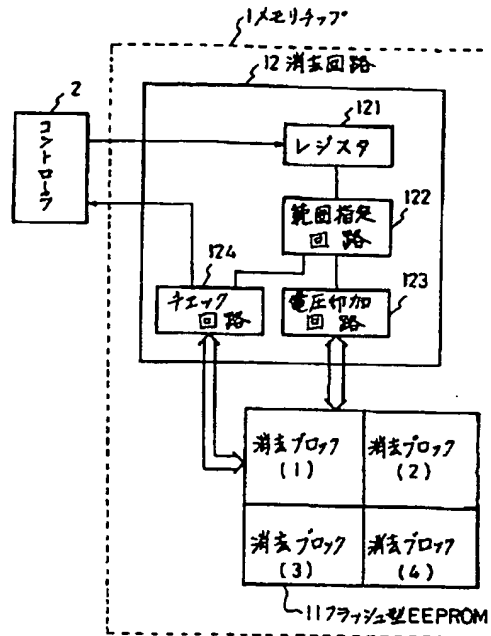 1メモリチップ
12消去回路
2
コントローラ
121
レジスタ
122
範囲指定
回路
124
チェック
回路
123
電圧印加
回路
消去ブロック
(1)
消去ブロック
(2)
消去ブロック
(3)
消去ブロック
(4)
11フラッシュ型EEPROM